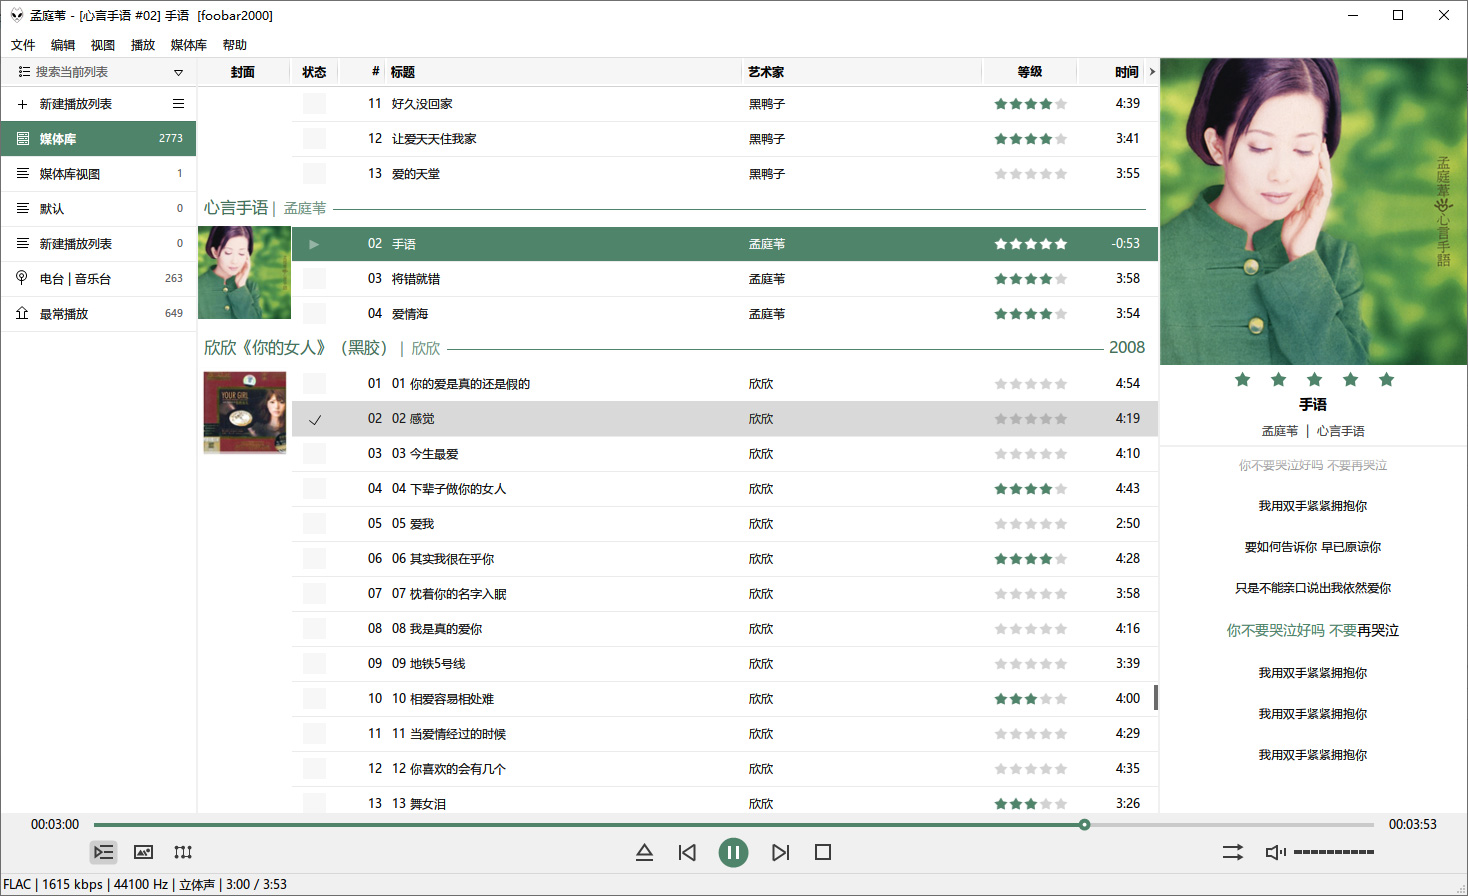 孟庭苇 - [心言手语 #02] 手语 [foobar2000]
文件 编辑 视图 播放 媒体库 帮助
搜索当前列表
新建播放列表
媒体库 2773
媒体库视图 1
默认 0
新建播放列表 0
电台 | 音乐台 263
最常播放 649
封面 状态 # 标题 艺术家 等级 时间
11 好久没回家 黑鸭子 4:39
12 让爱天天住我家 黑鸭子 3:41
13 爱的天堂 黑鸭子 3:55
心言手语 | 孟庭苇
02 手语 孟庭苇 -0:53
03 将错就错 孟庭苇 3:58
04 爱情海 孟庭苇 3:54
欣欣《你的女人》（黑胶） | 欣欣 2008
YOUR GIRL
01 01 你的爱是真的还是假的 欣欣 4:54
02 02 感觉 欣欣 4:19
03 03 今生最爱 欣欣 4:10
04 04 下辈子做你的女人 欣欣 4:43
05 05 爱我 欣欣 2:50
06 06 其实我很在乎你 欣欣 4:28
07 07 枕着你的名字入眠 欣欣 3:58
08 08 我是真的爱你 欣欣 4:16
09 09 地铁5号线 欣欣 3:39
10 10 相爱容易相处难 欣欣 4:00
11 11 当爱情经过的时候 欣欣 4:29
12 12 你喜欢的会有几个 欣欣 4:35
13 13 舞女泪 欣欣 3:26
孟庭葦心言手語
手语
孟庭苇 | 心言手语
你不要哭泣好吗 不要再哭泣
我用双手紧紧拥抱你
要如何告诉你 早已原谅你
只是不能亲口说出我依然爱你
你不要哭泣好吗 不要再哭泣
我用双手紧紧拥抱你
我用双手紧紧拥抱你
我用双手紧紧拥抱你
00:03:00 00:03:53
FLAC | 1615 kbps | 44100 Hz | 立体声 | 3:00 / 3:53